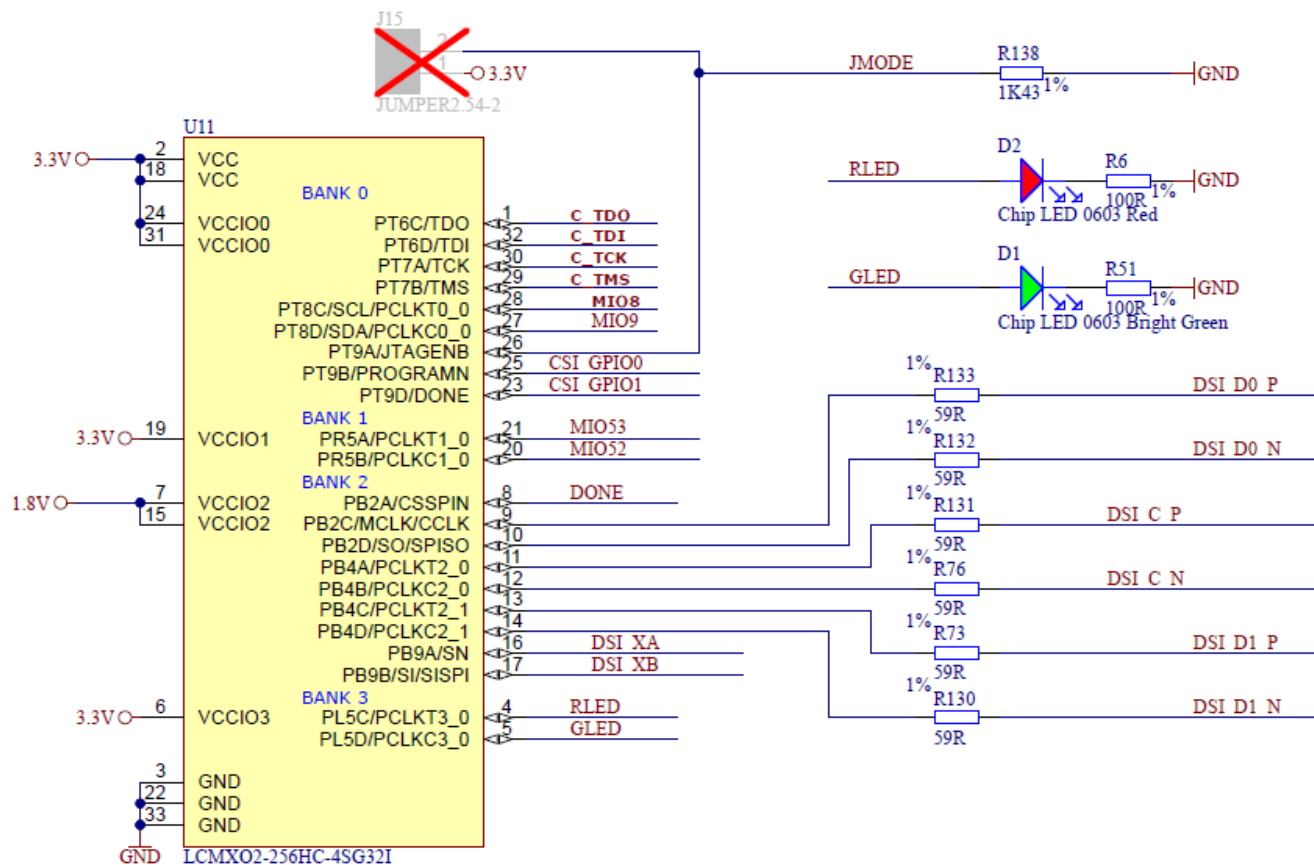 J15
2
1
3.3V
JUMPER2.54-2
JMODE
R138
1K43
1%
GND
U11
3.3V
2
VCC
18
VCC
24
VCCIO0
31
VCCIO0
BANK 0
PT6C/TDO
1
C_TDO
PT6D/TDI
32
C_TDI
PT7A/TCK
30
C_TCK
PT7B/TMS
29
C_TMS
PT8C/SCL/PCLKT0_0
28
MIO8
PT8D/SDA/PCLKC0_0
27
MIO9
PT9A/JTAGENB
26
PT9B/PROGRAMN
25
CSI_GPIO0
PT9D/DONE
23
CSI_GPIO1
RLED
D2
Chip LED 0603 Red
R6
100R
1%
GND
GLED
D1
Chip LED 0603 Bright Green
R51
100R
1%
GND
BANK 1
3.3V
19
VCCIO1
PR5A/PCLKT1_0
21
MIO53
PR5B/PCLKC1_0
20
MIO52
BANK 2
1.8V
7
VCCIO2
15
VCCIO2
PB2A/CSSPIN
8
DONE
PB2C/MCLK/CCLK
9
PB2D/SO/SPISO
10
PB4A/PCLKT2_0
11
PB4B/PCLKC2_0
12
PB4C/PCLKT2_1
13
PB4D/PCLKC2_1
14
PB9A/SN
16
DSI_XA
PB9B/SI/SISPI
17
DSI_XB
BANK 3
3.3V
6
VCCIO3
PL5C/PCLKT3_0
4
RLED
PL5D/PCLKC3_0
5
GLED
3
GND
22
GND
33
GND
GND
LCMXO2-256HC-4SG32I
1%
R133
59R
DSI_D0_P
1%
R132
59R
DSI_D0_N
1%
R131
59R
DSI_C_P
1%
R76
59R
DSI_C_N
1%
R73
59R
DSI_D1_P
1%
R130
59R
DSI_D1_N